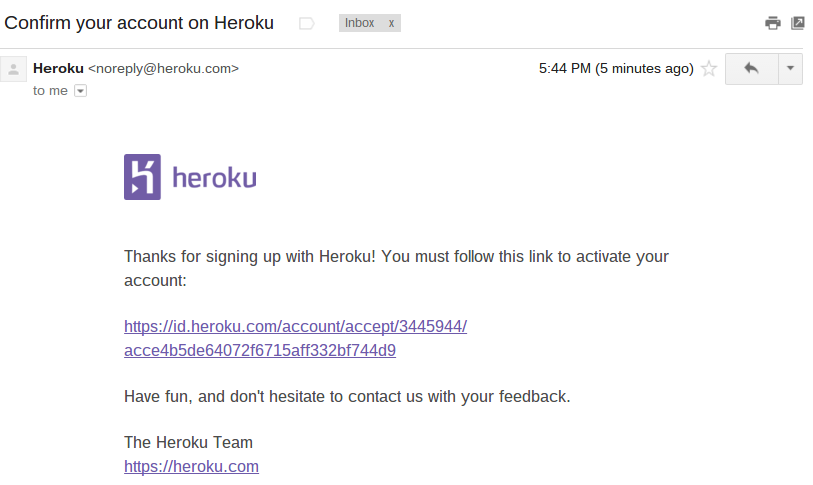 Confirm your account on Heroku
Inbox x
Heroku <noreply@heroku.com>
5:44 PM (5 minutes ago)
to me
heroku
Thanks for signing up with Heroku! You must follow this link to activate your
account:
https://id.heroku.com/account/accept/3445944/
acce4b5de64072f6715aff332bf744d9
Have fun, and don't hesitate to contact us with your feedback.
The Heroku Team
https://heroku.com